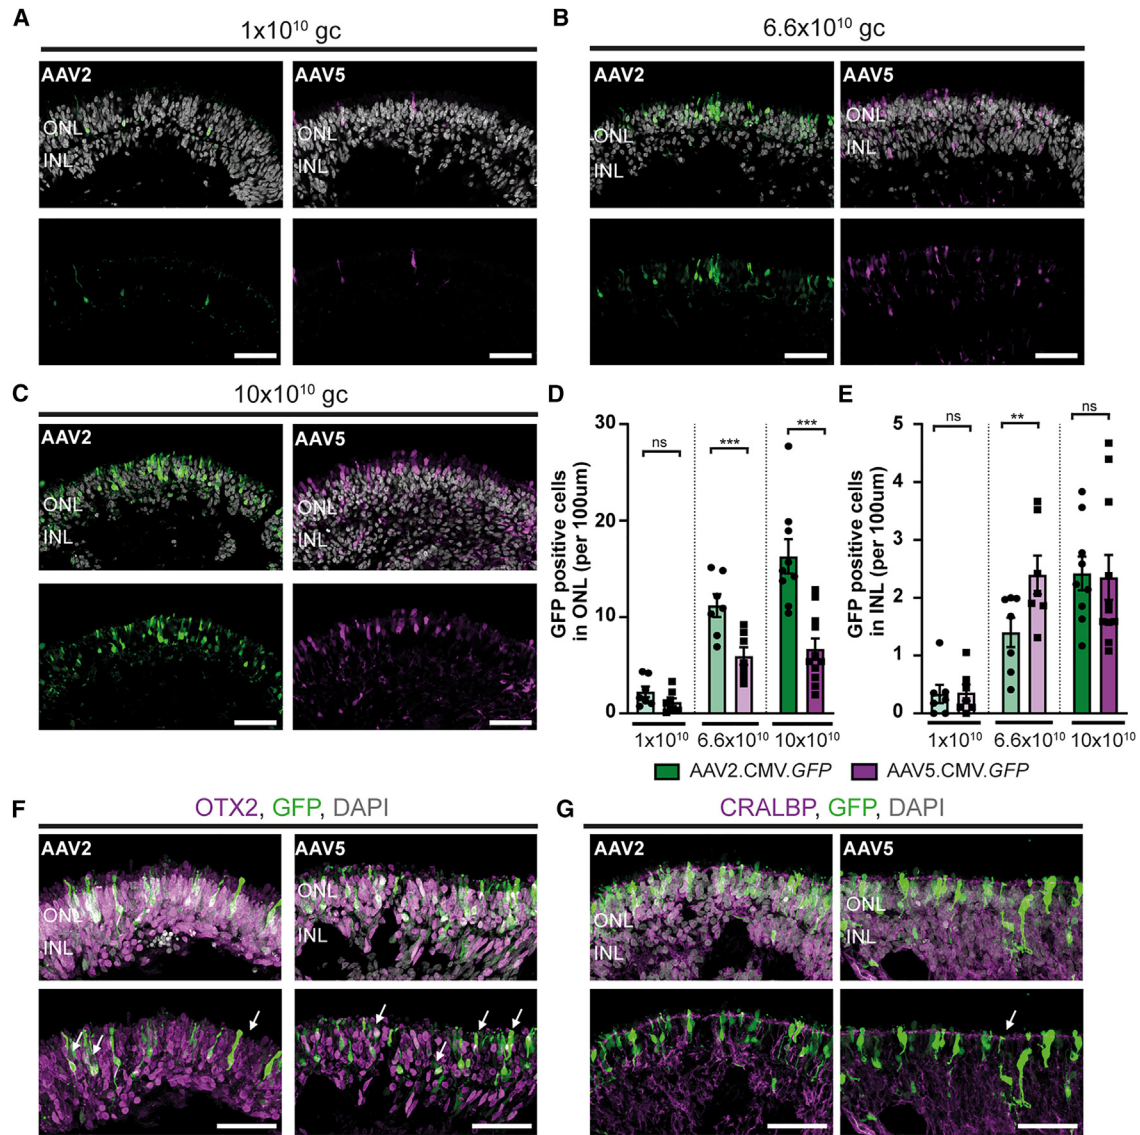 A
1x10¹⁰ gc
AAV2
ONL
INL
AAV5
ONL
INL
B
6.6x10¹⁰ gc
AAV2
ONL
INL
AAV5
ONL
INL
C
10x10¹⁰ gc
AAV2
ONL
INL
AAV5
ONL
INL
D
GFP positive cells
in ONL (per 100um)
30
20
10
0
ns
***
***
1x10¹⁰
6.6x10¹⁰
10x10¹⁰
E
GFP positive cells
in INL (per 100um)
5
4
3
2
1
0
ns
**
ns
1x10¹⁰
6.6x10¹⁰
10x10¹⁰
AAV2.CMV.GFP
AAV5.CMV.GFP
F
OTX2, GFP, DAPI
AAV2
ONL
INL
AAV5
ONL
INL
G
CRALBP, GFP, DAPI
AAV2
ONL
INL
AAV5
ONL
INL